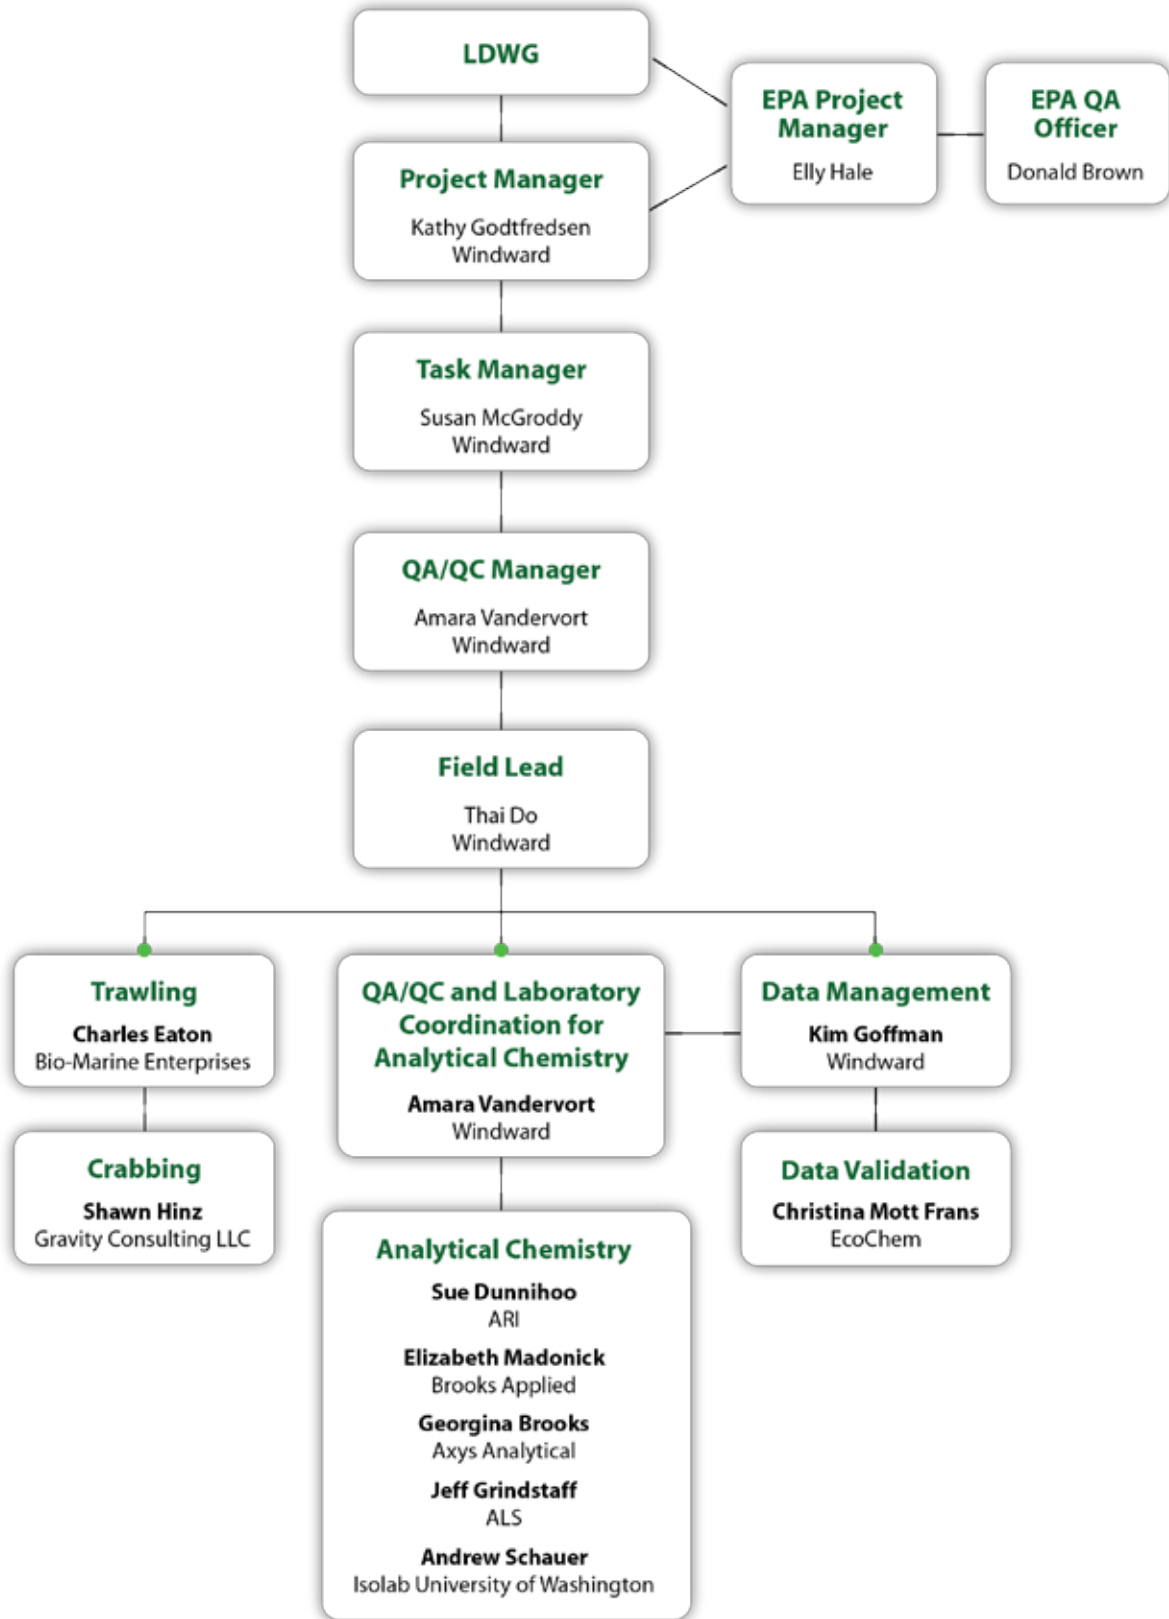 LDWG
EPA Project
Manager
Elly Hale
EPA QA
Officer
Donald Brown
Project Manager
Kathy Godtfredsen
Windward
Task Manager
Susan McGroddy
Windward
QA/QC Manager
Amara Vandervort
Windward
Field Lead
Thai Do
Windward
Trawling
Charles Eaton
Bio-Marine Enterprises
Crabbing
Shawn Hinz
Gravity Consulting LLC
QA/QC and Laboratory
Coordination for
Analytical Chemistry
Amara Vandervort
Windward
Analytical Chemistry
Sue Dunnihoo
ARI
Elizabeth Madonick
Brooks Applied
Georgina Brooks
Axys Analytical
Jeff Grindstaff
ALS
Andrew Schauer
Isolab University of Washington
Data Management
Kim Goffman
Windward
Data Validation
Christina Mott Frans
EcoChem